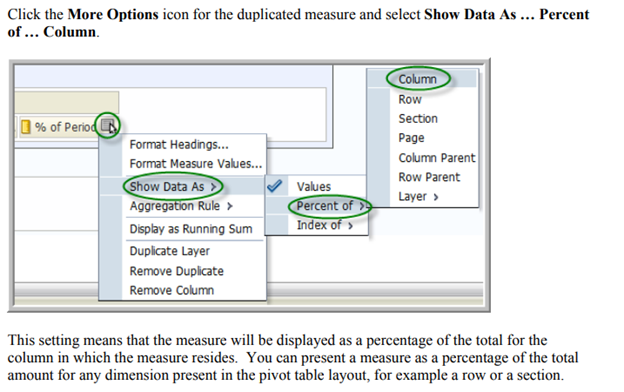 Click the More Options icon for the duplicated measure and select Show Data As … Percent
of … Column.
Column
Row
Section
Page
Column Parent
Row Parent
Layer >
% of Period
Format Headings...
Format Measure Values...
Show Data As >
Aggregation Rule >
Display as Running Sum
Duplicate Layer
Remove Duplicate
Remove Column
Values
Percent of >
Index of >
This setting means that the measure will be displayed as a percentage of the total for the
column in which the measure resides.  You can present a measure as a percentage of the total
amount for any dimension present in the pivot table layout, for example a row or a section.